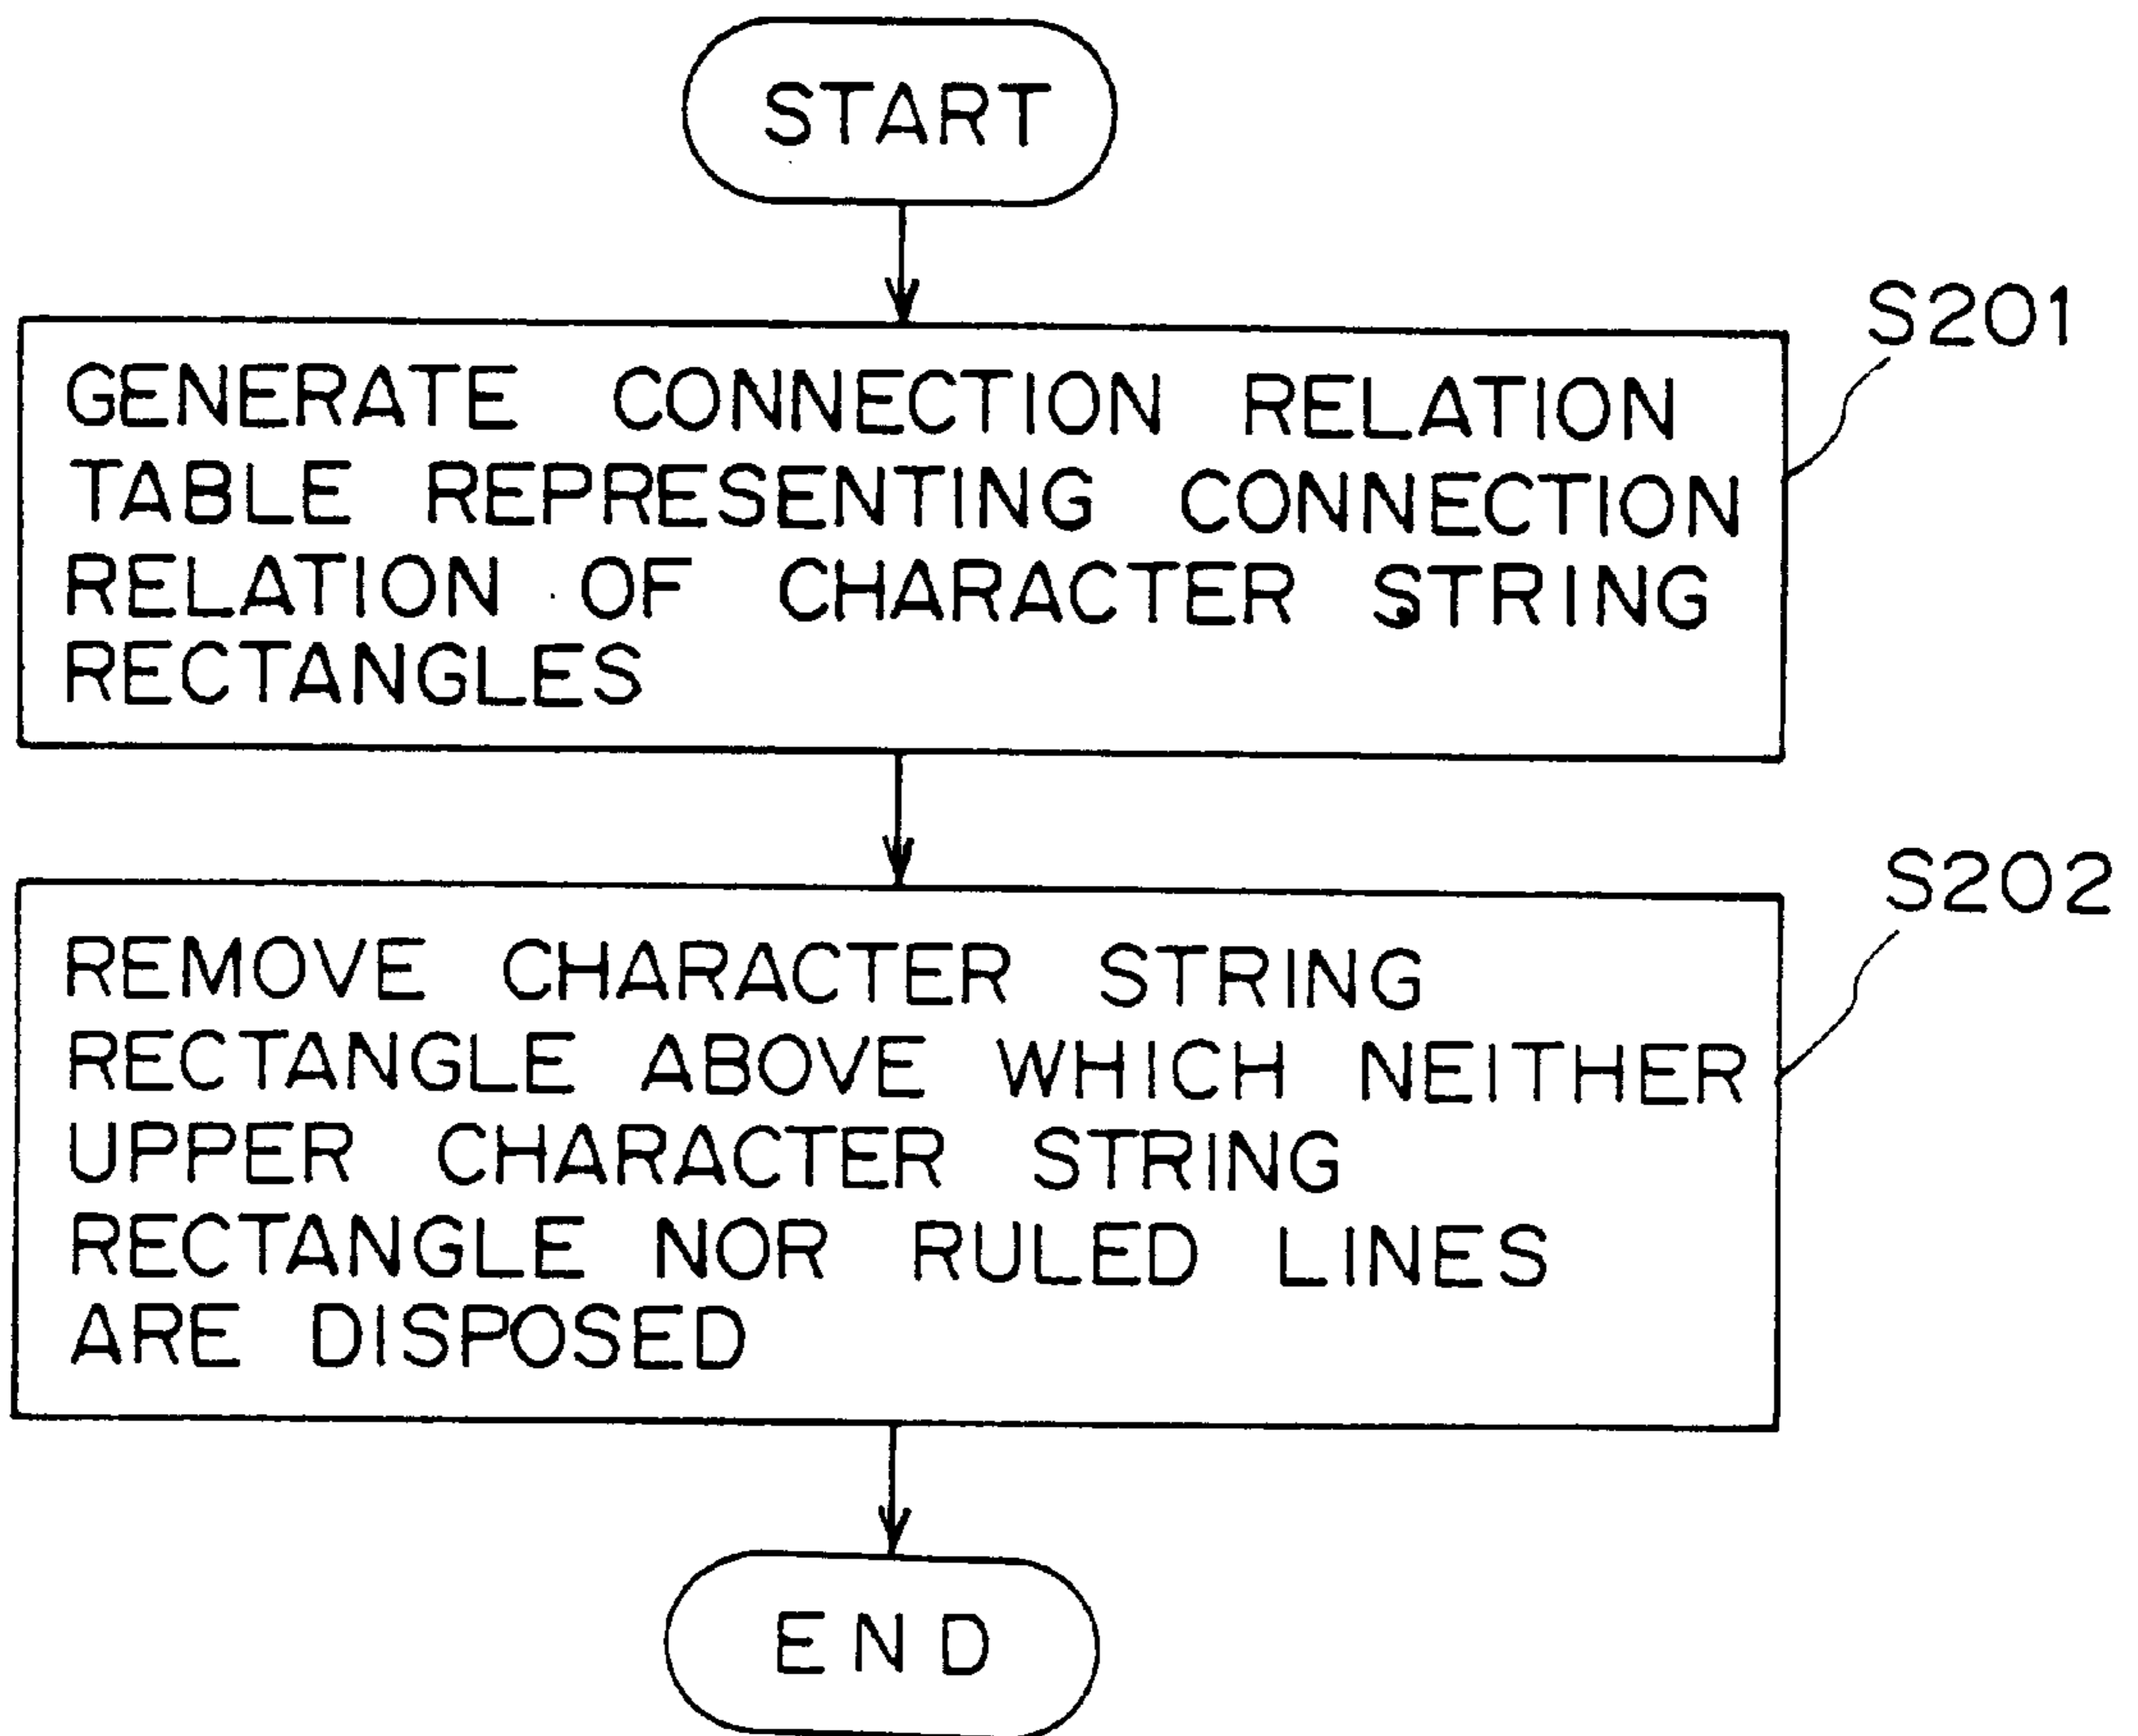 START
S201
GENERATE CONNECTION RELATION
TABLE REPRESENTING CONNECTION
RELATION OF CHARACTER STRING
RECTANGLES
S202
REMOVE CHARACTER STRING
RECTANGLE ABOVE WHICH NEITHER
UPPER CHARACTER STRING
RECTANGLE NOR RULED LINES
ARE DISPOSED
END